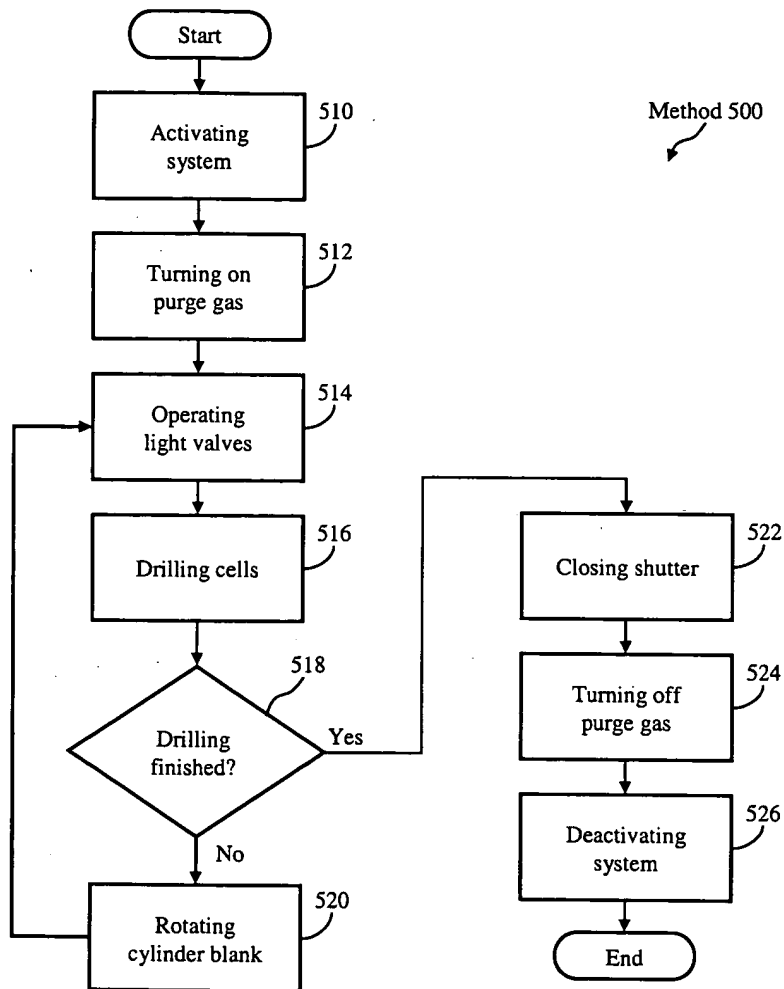 Start
Method 500
510
Activating
system
512
Turning on
purge gas
514
Operating
light valves
516
Drilling cells
518
Drilling
finished?
Yes
No
520
Rotating
cylinder blank
522
Closing shutter
524
Turning off
purge gas
526
Deactivating
system
End